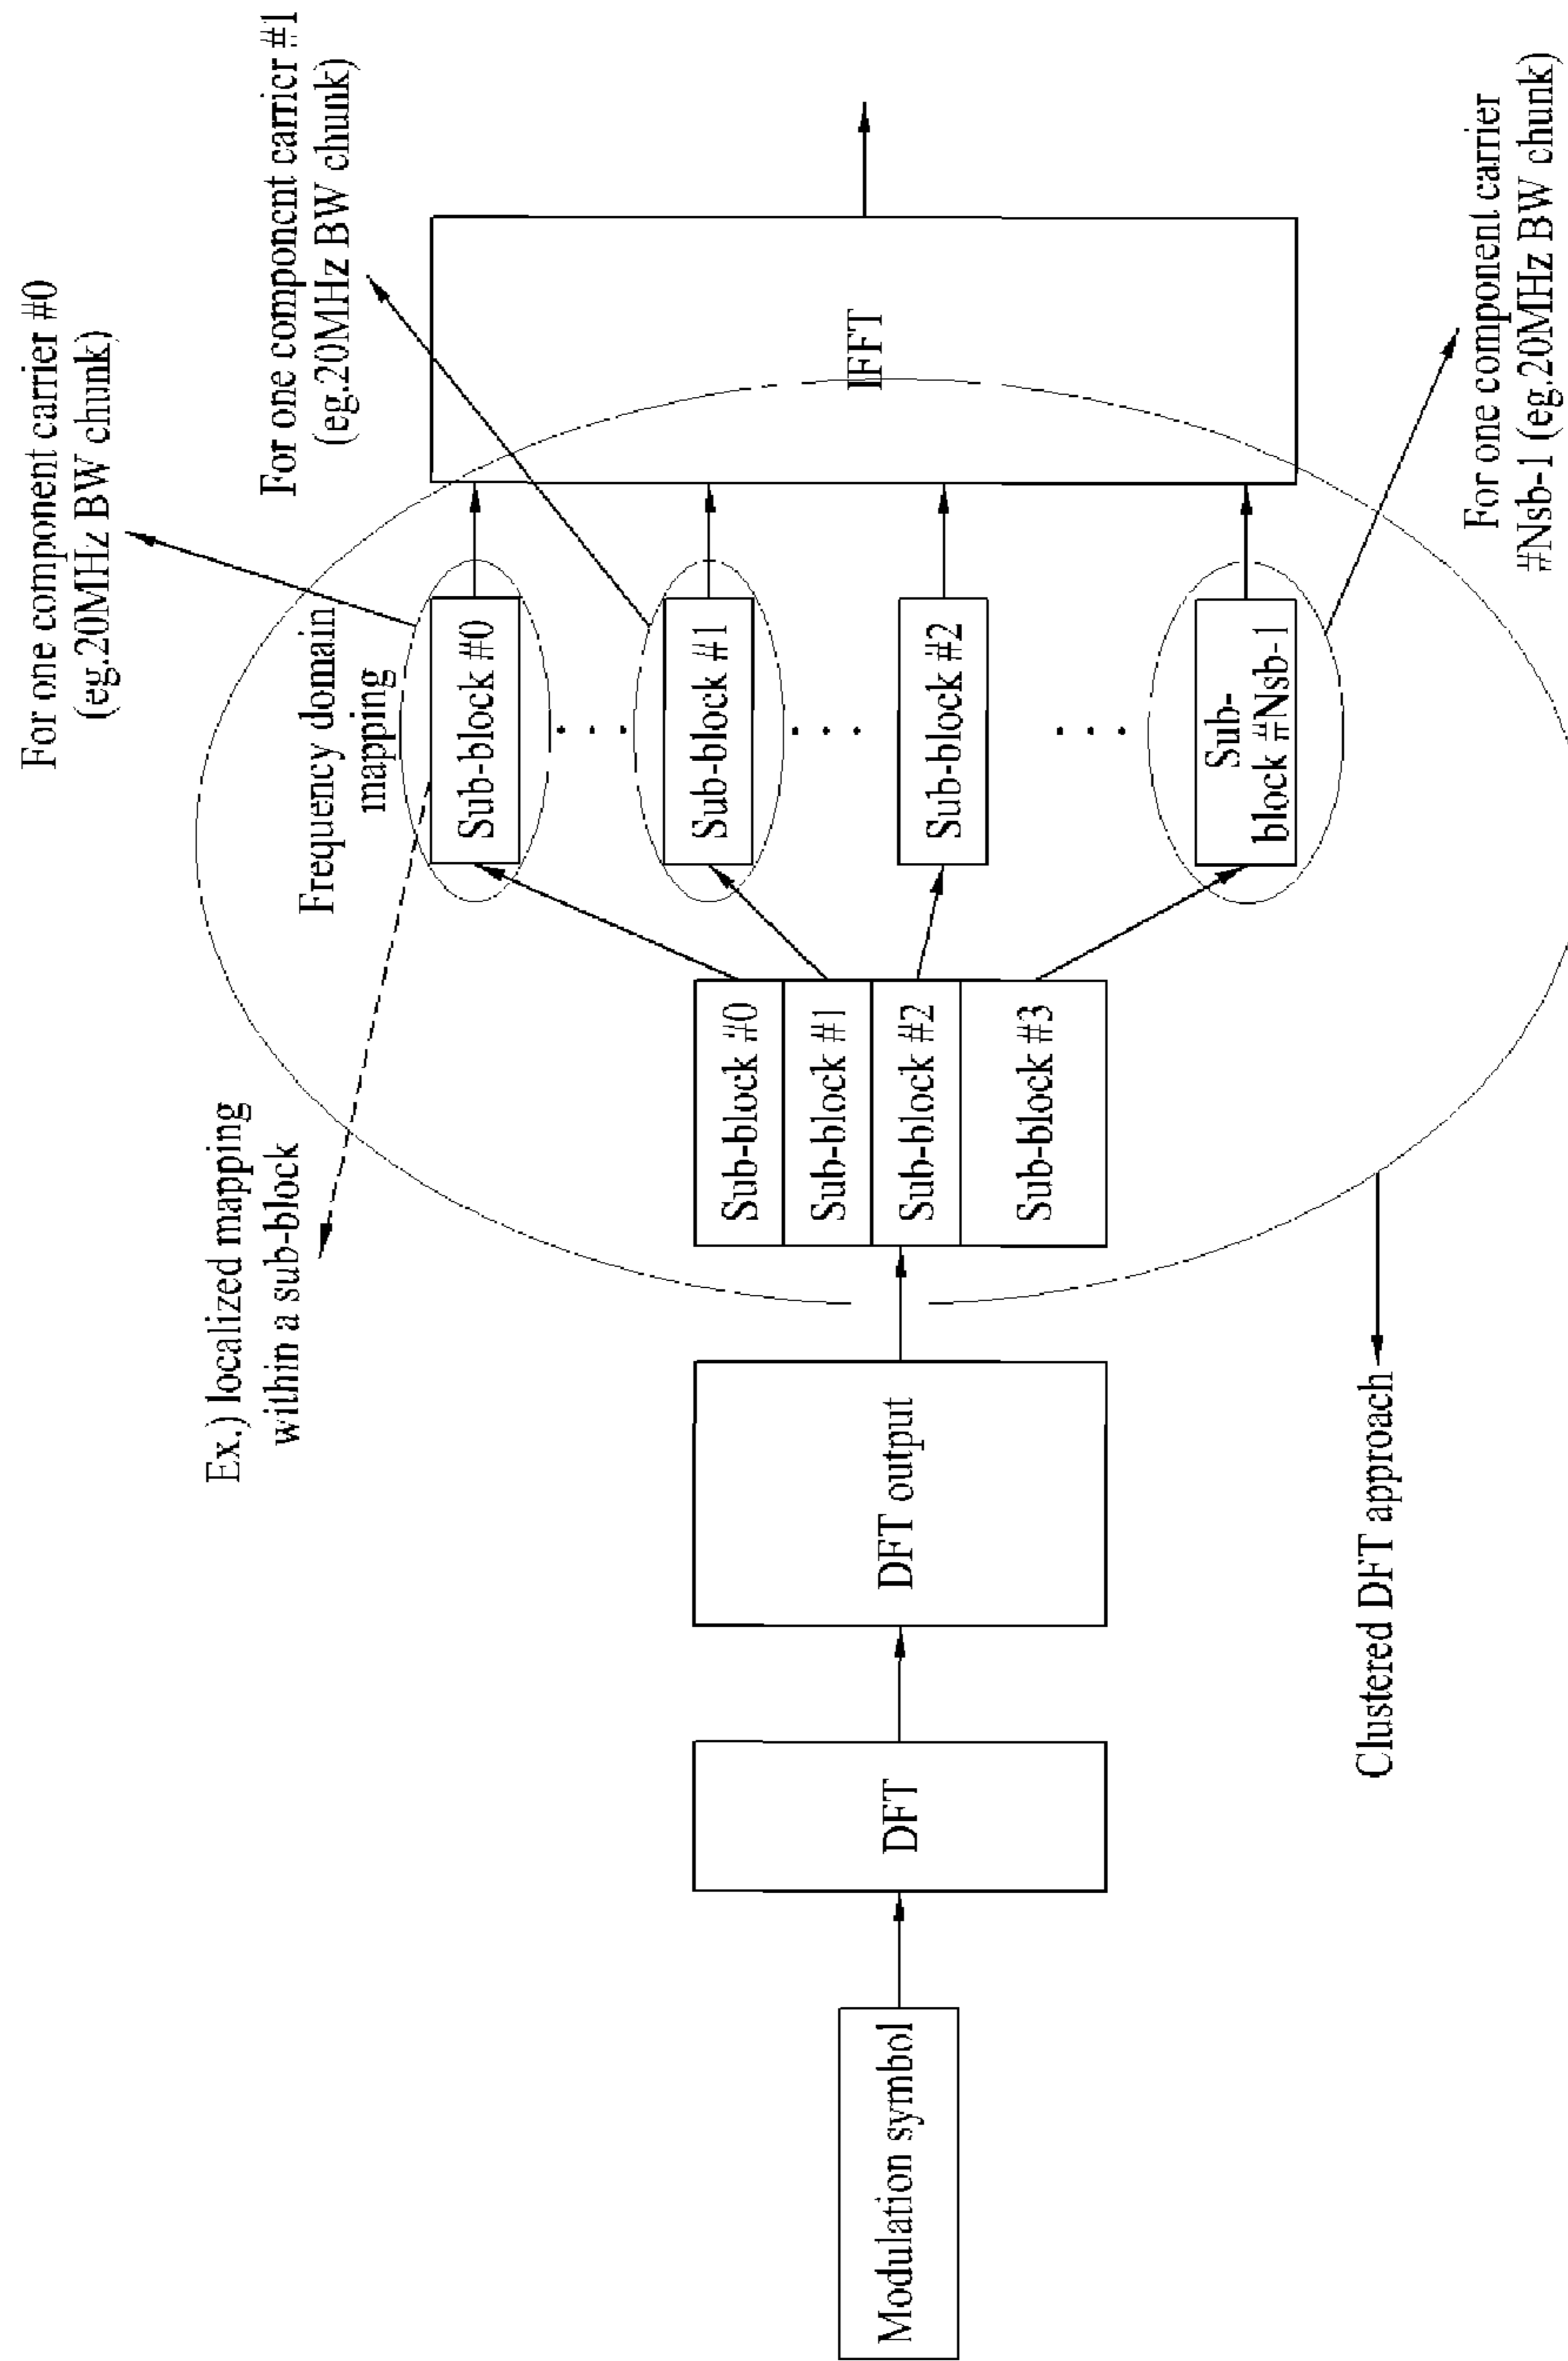 Modulation symbol
DFT
DFT output
Sub-block #0
Sub-block #1
Sub-block #2
Sub-block #3
Ex.) localized mapping
within a sub-block
Frequency domain
mapping
Sub-block #0
Sub-block #1
Sub-block #2
Sub-
block #Nsb-1
IFFT
For one component carrier #0
(eg.20MHz BW chunk)
For one component carrier #1
(eg.20MHz BW chunk)
For one component carrier
#Nsb-1 (eg.20MHz BW chunk)
Clustered DFT approach